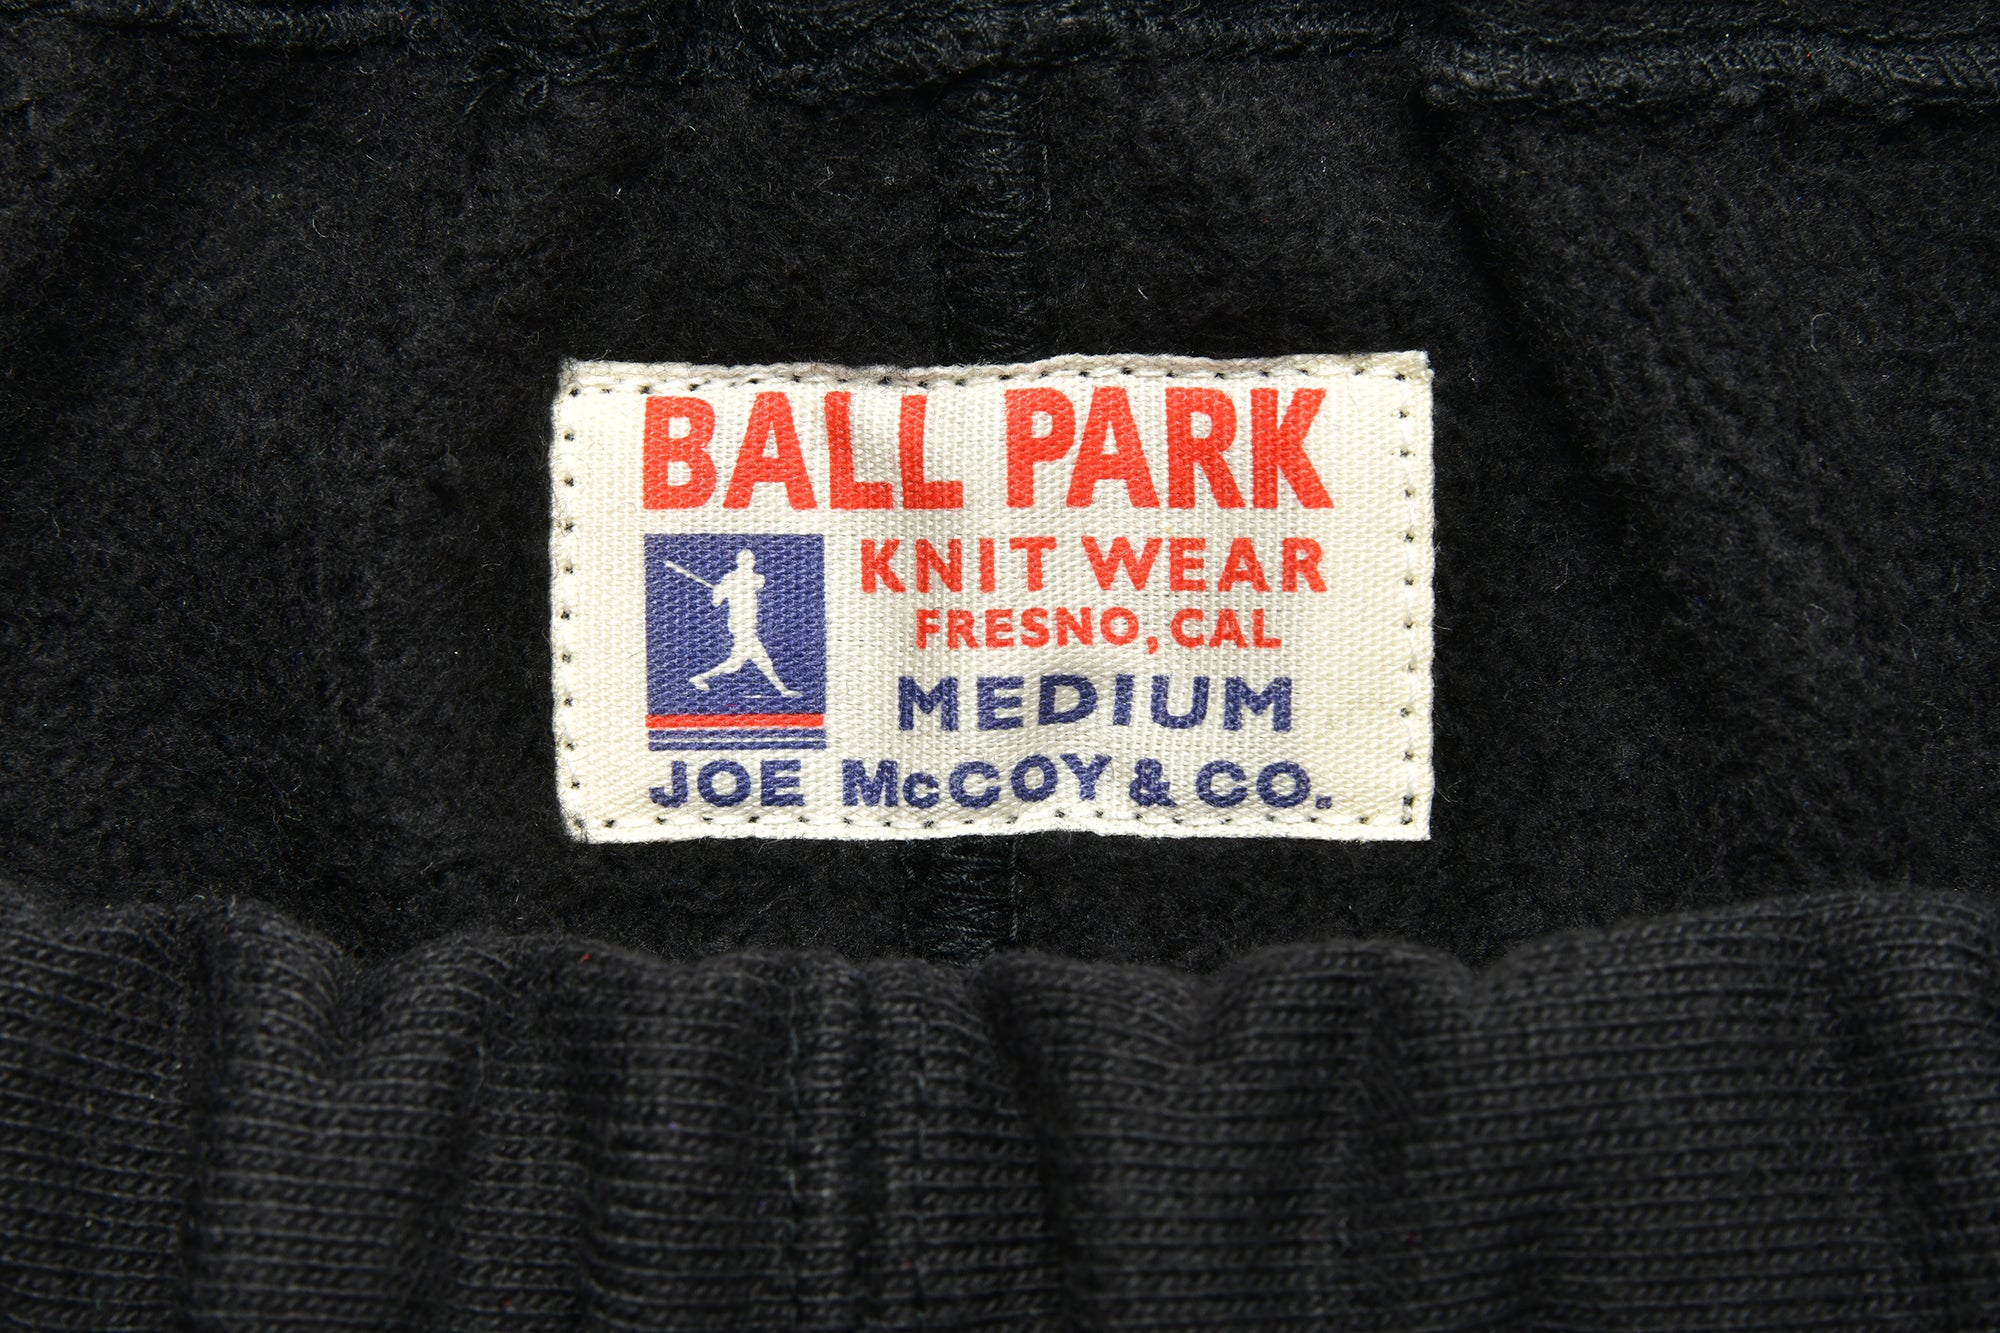 BALL PARK
KNIT WEAR
FRESNO, CAL
MEDIUM
JOE McCOY & CO.